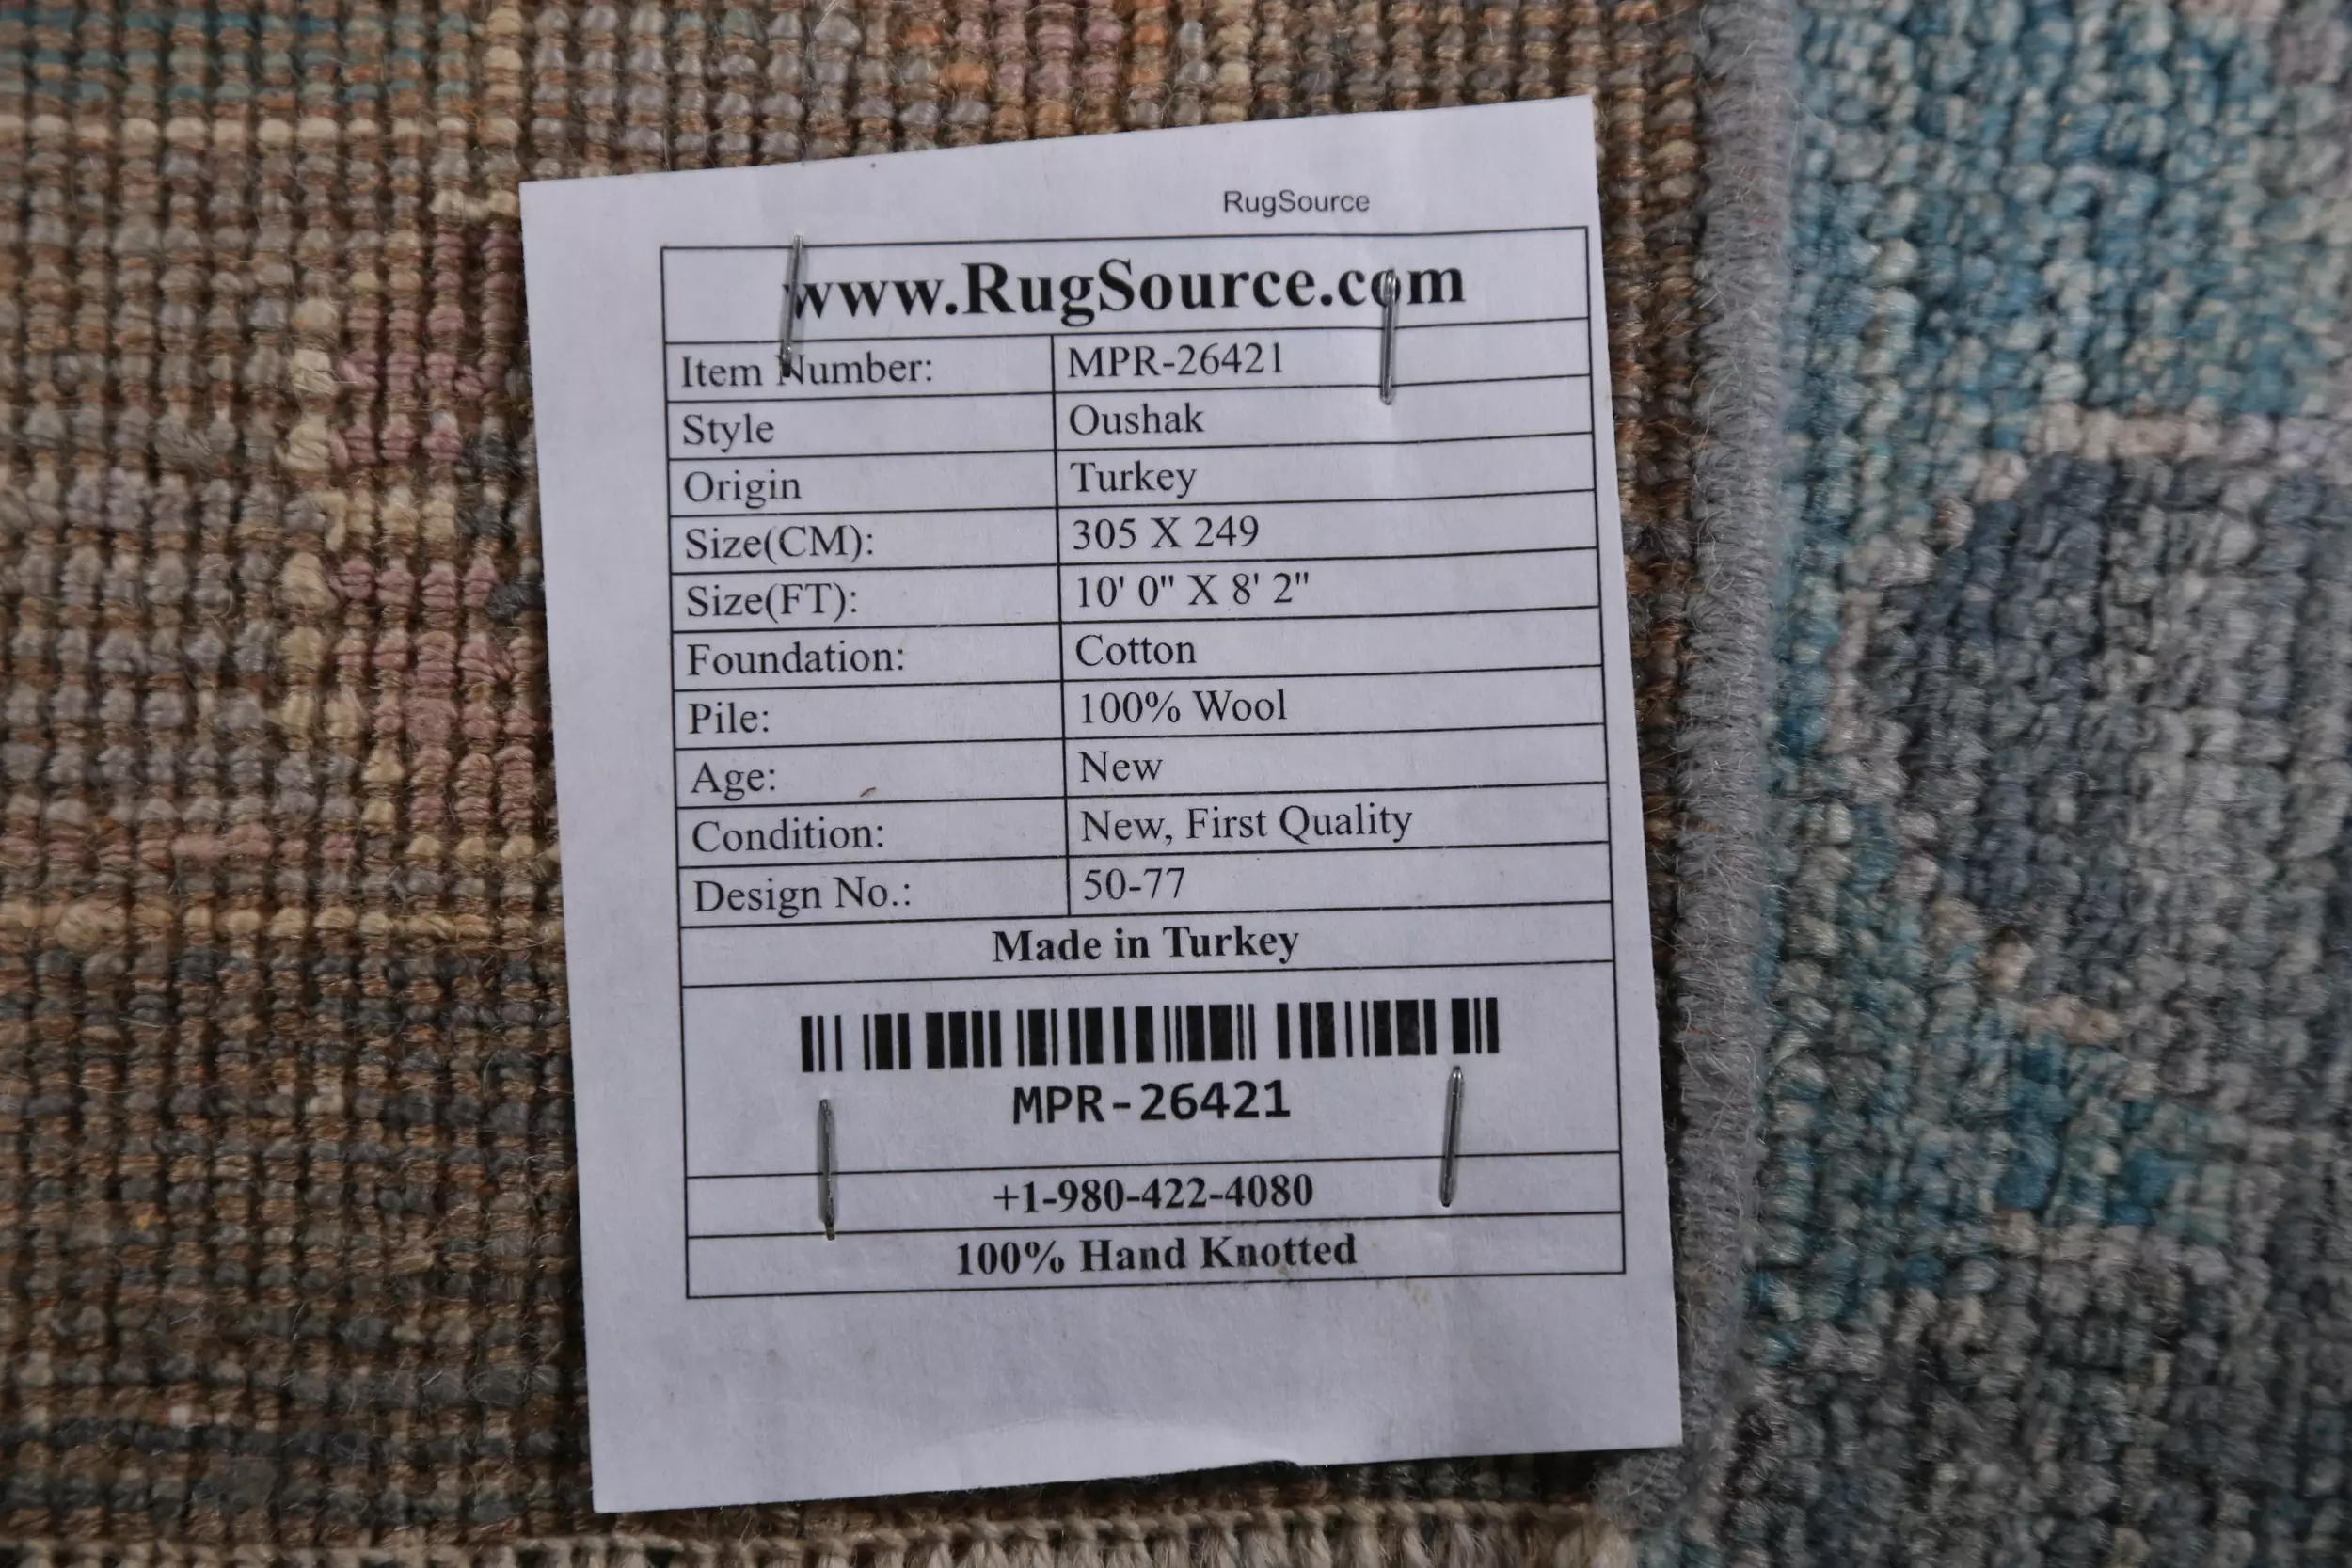 RugSource
www.RugSource.com
Item Number: MPR-26421
Style Oushak
Origin Turkey
Size(CM): 305 X 249
Size(FT): 10' 0" X 8' 2"
Foundation: Cotton
Pile: 100% Wool
Age: New
Condition: New, First Quality
Design No.: 50-77
Made in Turkey
MPR-26421
+1-980-422-4080
100% Hand Knotted